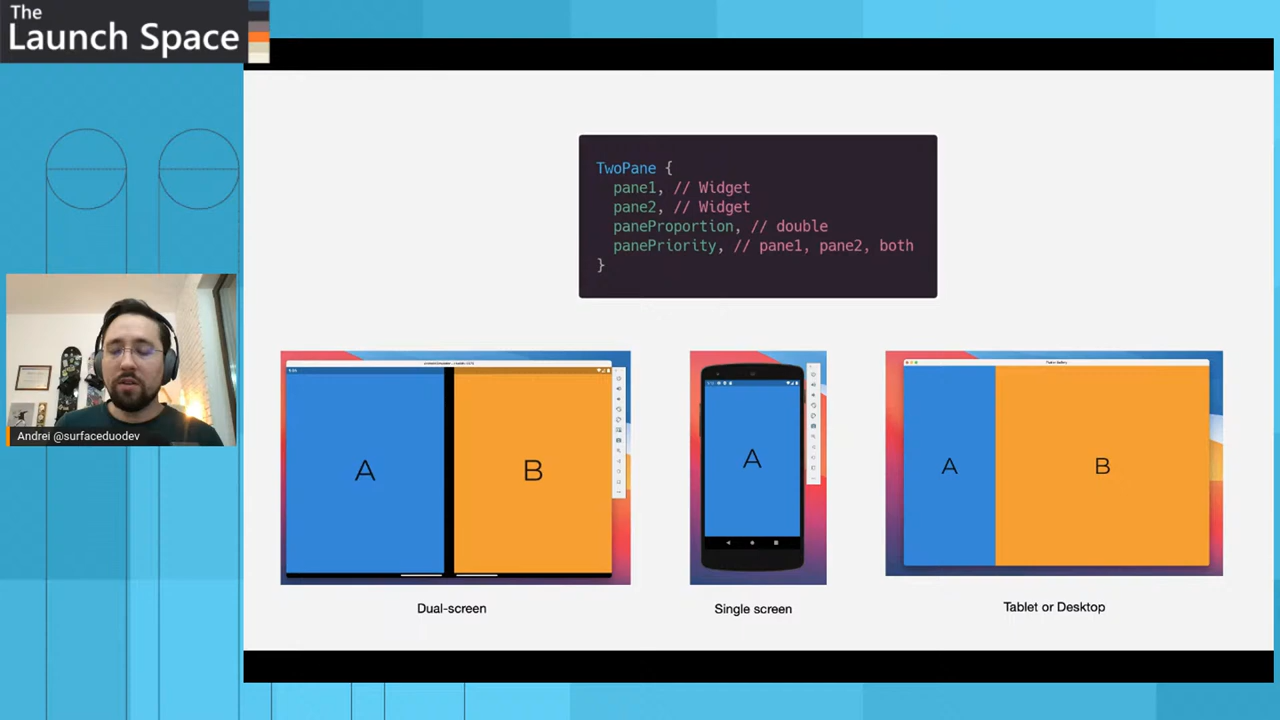 The
Launch Space
TwoPane {
pane1, // Widget
pane2, // Widget
paneProportion, // double
panePriority, // pane1, pane2, both
}
A
B
A
A
B
Dual-screen
Single screen
Tablet or Desktop
Andrei @surfaceduodev